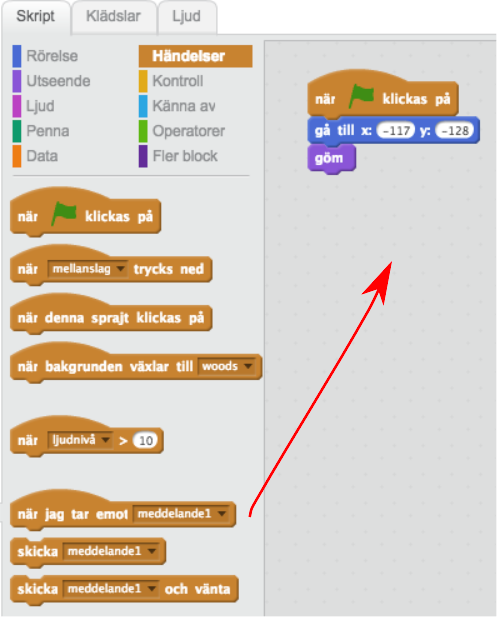 Skript Klädslar Ljud
Rörelse Händelser
Utseende Kontroll
Ljud Känna av
Penna Operatorer
Data Fler block
när klickas på
när mellanslag trycks ned
när denna sprajt klickas på
när bakgrunden växlar till woods
när ljudnivå > 10
när jag tar emot meddelande1
skicka meddelande1
skicka meddelande1 och vänta
när klickas på
gå till x: -117 y: -128
göm